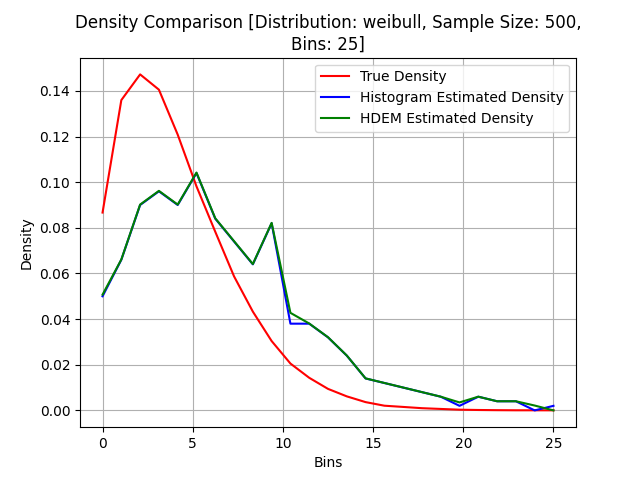 Density Comparison [Distribution: weibull, Sample Size: 500,
Bins: 25]
True Density
Histogram Estimated Density
HDEM Estimated Density
Density
0.14
0.12
0.10
0.08
0.06
0.04
0.02
0.00
0 5 10 15 20 25
Bins